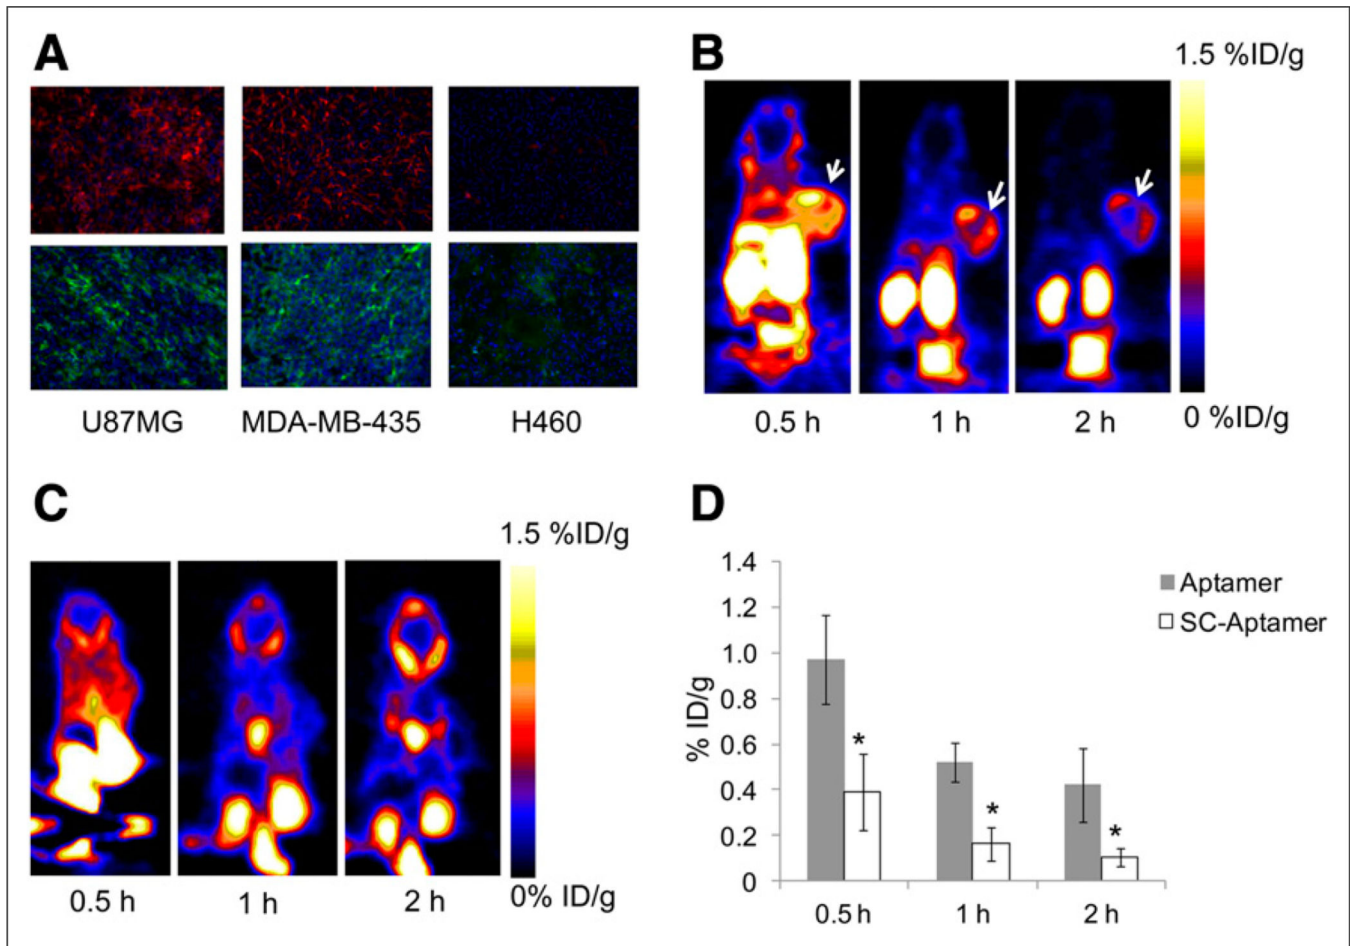 A
B
1.5 %ID/g
U87MG
MDA-MB-435
H460
0.5 h
1 h
2 h
0 %ID/g
C
1.5 %ID/g
0.5 h
1 h
2 h
0% ID/g
D
% ID/g
1.4
1.2
1.0
0.8
0.6
0.4
0.2
0
Aptamer
SC-Aptamer
*
*
*
0.5 h
1 h
2 h